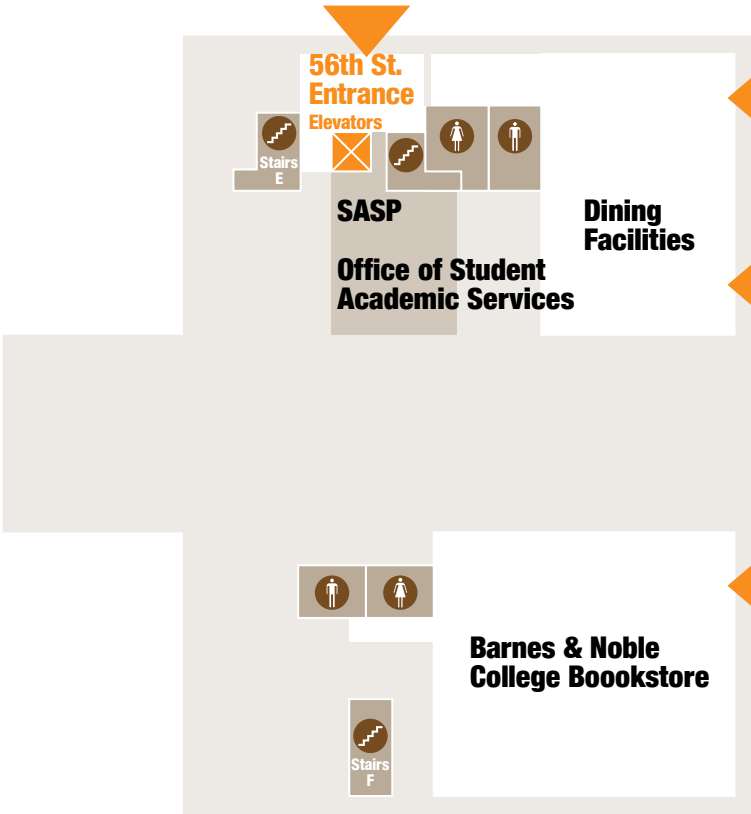 56th St.
Entrance
Elevators
Stairs
E
SASP
Office of Student
Academic Services
Dining
Facilities
Barnes & Noble
College Boookstore
Stairs
F